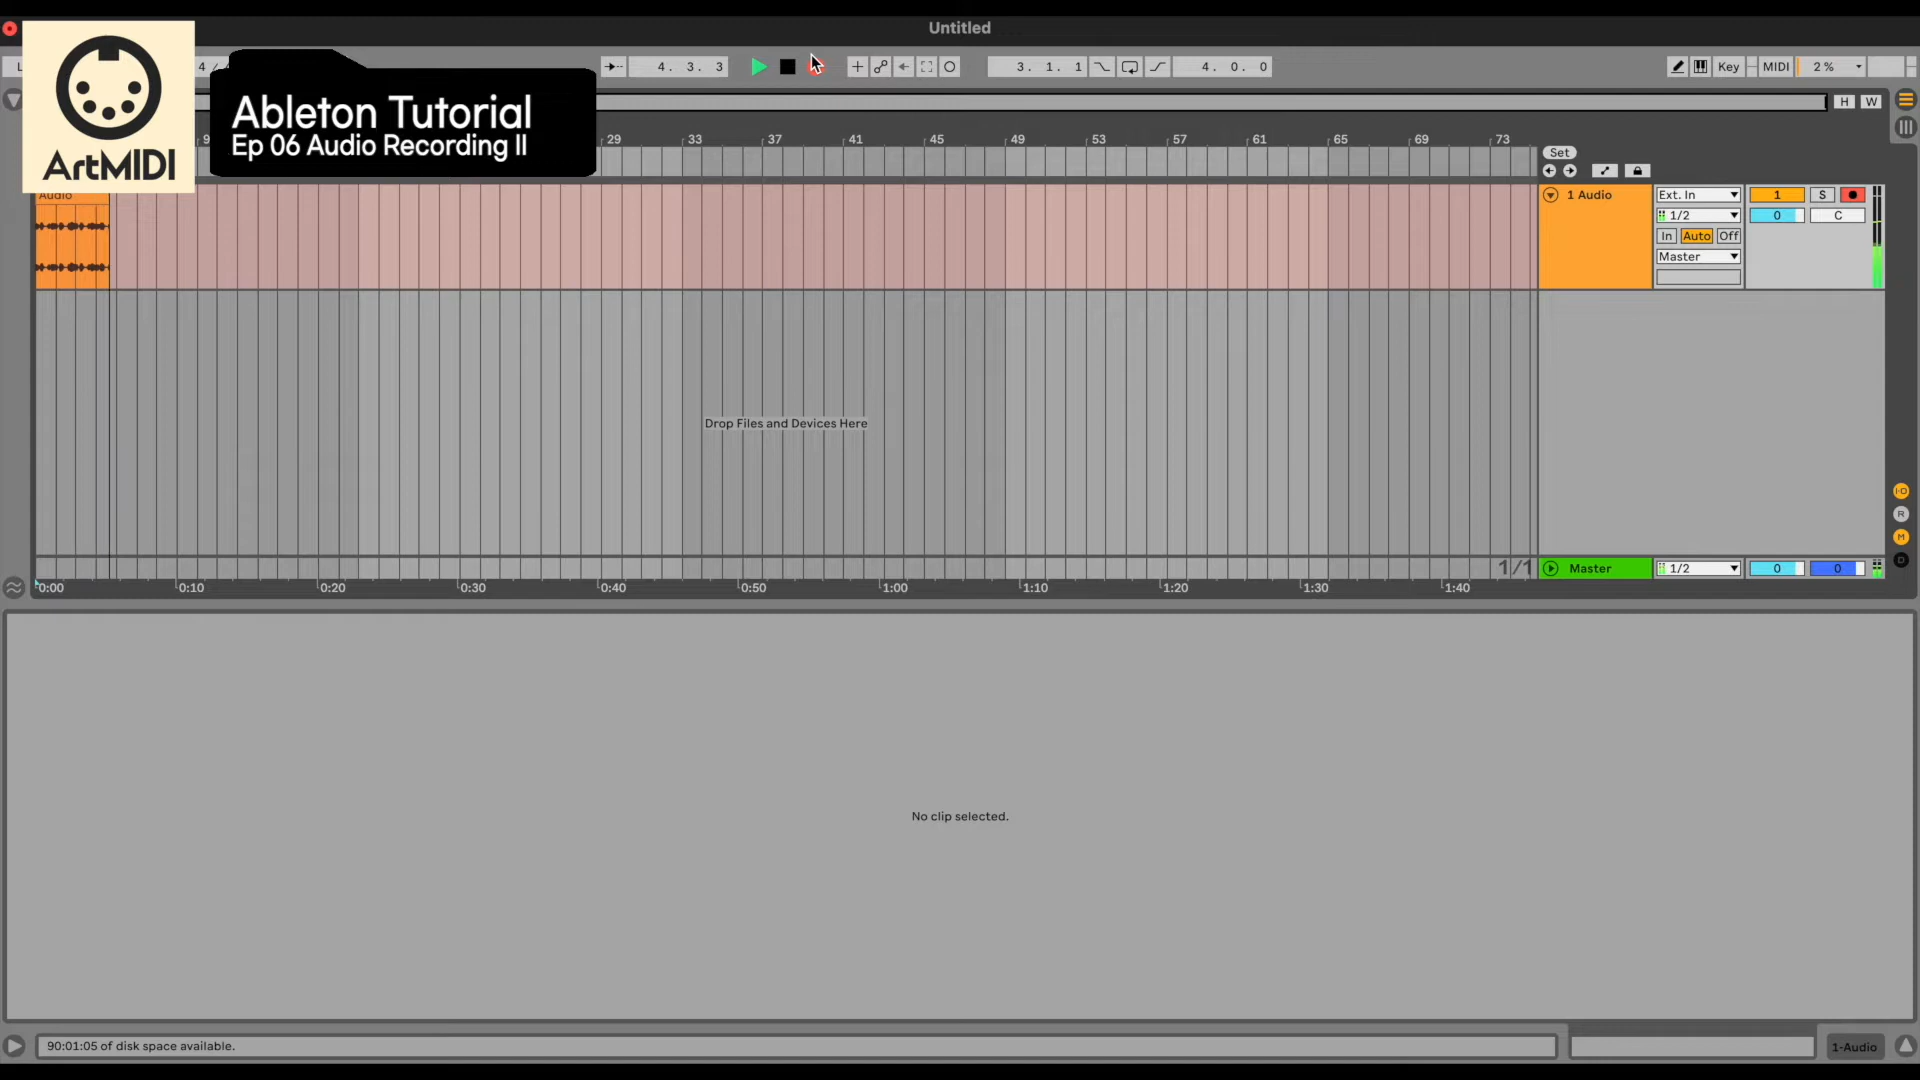 Untitled
ArtMIDI
Ableton Tutorial
Ep 06 Audio Recording II
L
4 /
4. 3. 3
3. 1. 1
4. 0. 0
Key
MIDI
2 %
H
W
9
29
33
37
41
45
49
53
57
61
65
69
73
Set
Audio
1 Audio
Ext. In
1
S
1/2
0
C
In
Auto
Off
Master
Drop Files and Devices Here
I·O
R
M
D
1/1
Master
1/2
0
0
0:00
0:10
0:20
0:30
0:40
0:50
1:00
1:10
1:20
1:30
1:40
No clip selected.
90:01:05 of disk space available.
1-Audio